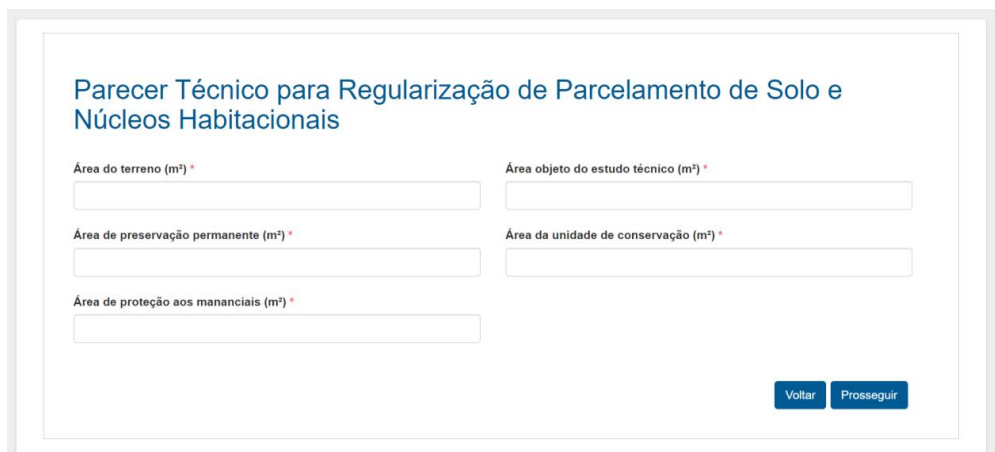 Parecer Técnico para Regularização de Parcelamento de Solo e
Núcleos Habitacionais
Área do terreno (m²) *
Área objeto do estudo técnico (m²) *
Área de preservação permanente (m²) *
Área da unidade de conservação (m²) *
Área de proteção aos mananciais (m²) *
Voltar
Prosseguir